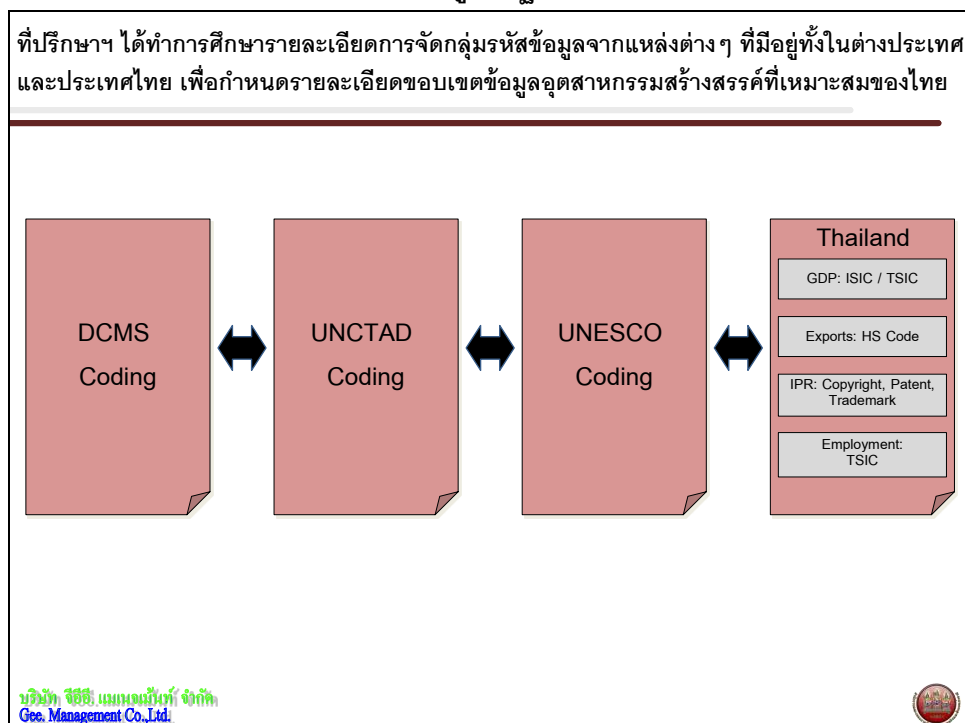 ที่ปรึกษาฯ ได้ทำการศึกษารายละเอียดการจัดกลุ่มรหัสข้อมูลจากแหล่งต่างๆ ที่มีอยู่ทั้งในต่างประเทศ
และประเทศไทย เพื่อกำหนดรายละเอียดขอบเขตข้อมูลอุตสาหกรรมสร้างสรรค์ที่เหมาะสมของไทย
DCMS
Coding
UNCTAD
Coding
UNESCO
Coding
Thailand
GDP: ISIC / TSIC
Exports: HS Code
IPR: Copyright, Patent,
Trademark
Employment:
TSIC
บริษัท จีอีอี. แมเนจเม้นท์ จำกัด
Gee. Management Co.,Ltd.